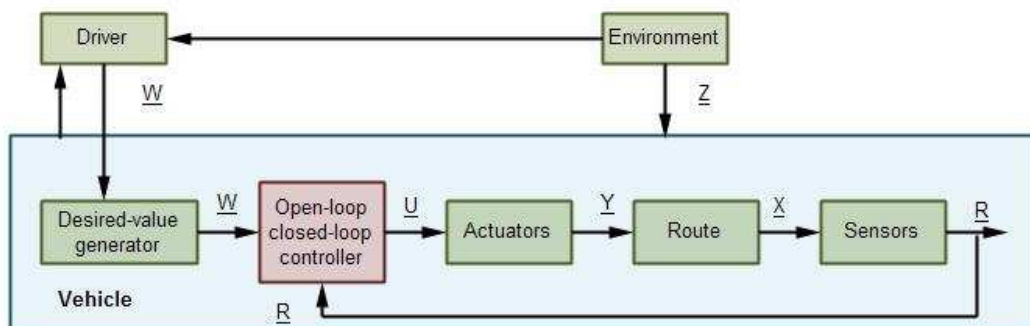 Driver
Environment
W
Z
Desired-value
generator
W
Open-loop
closed-loop
controller
U
Actuators
Y
Route
X
Sensors
R
Vehicle
R